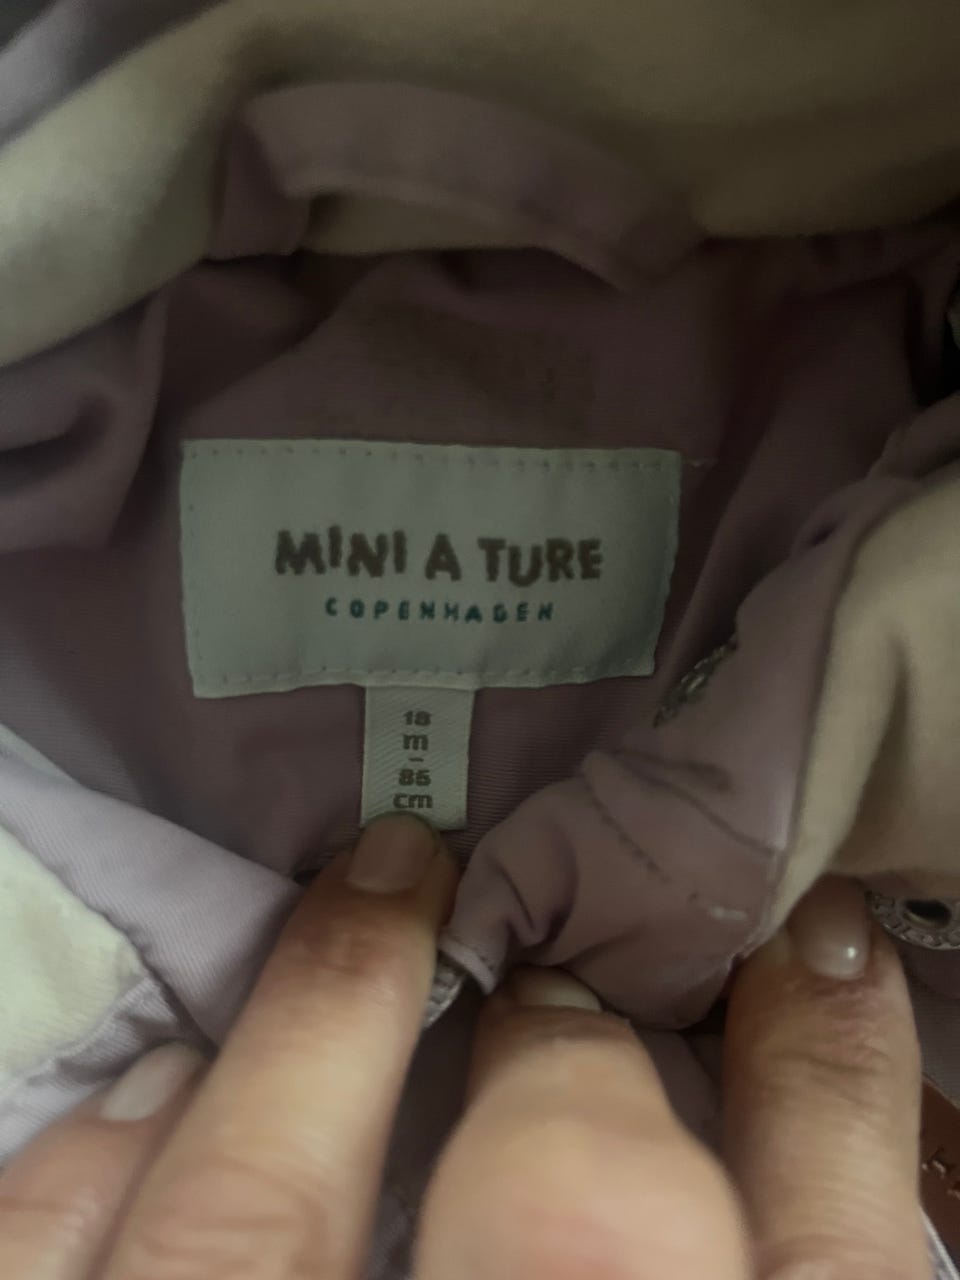 MINI A TURE
COPENHAGEN
18
m
-
86
cm